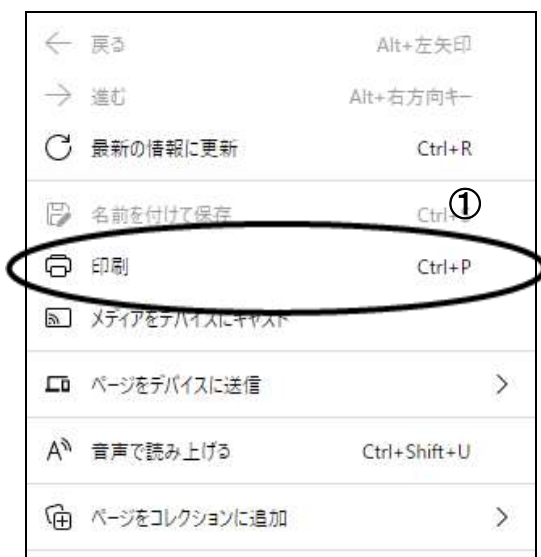 戻る Alt+左矢印
進む Alt+右方向キー
最新の情報に更新 Ctrl+R
①
名前を付けて保存
印刷 Ctrl+P
メディアをデバイスにキャスト
ページをデバイスに送信
音声で読み上げる Ctrl+Shift+U
ページをコレクションに追加